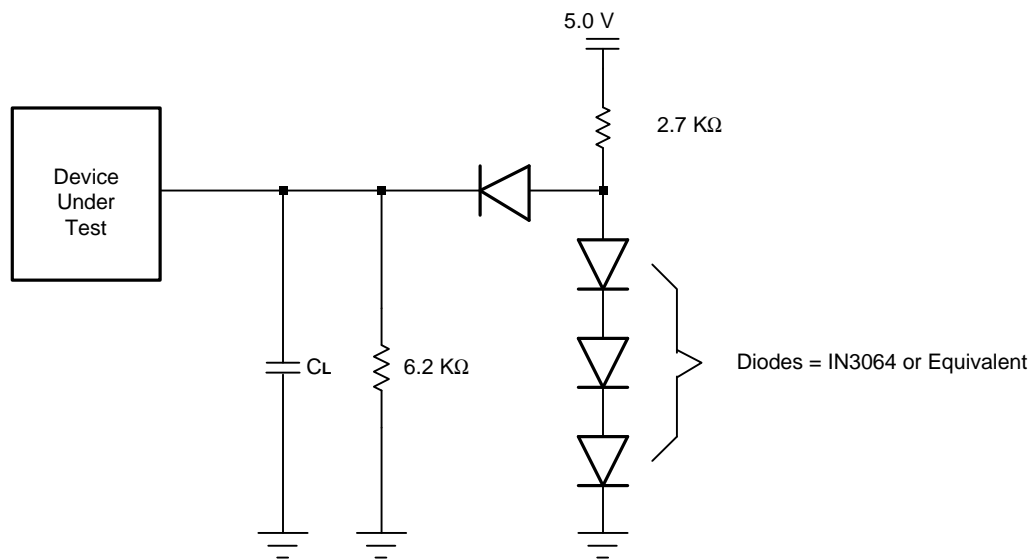 5.0 V
2.7 KΩ
Device
Under
Test
CL
6.2 KΩ
Diodes = IN3064 or Equivalent